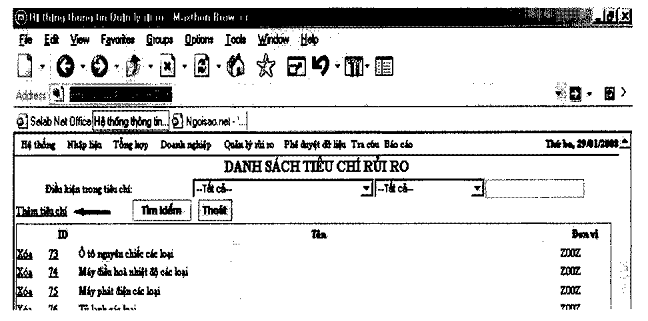 Hệ thống thông tin Quản lý rủi ro - Maxthon Browser
File Edit View Favorites Groups Options Tools Window Help
Address
Selab Net Office Hệ thống thông tin... Ngoisao.net - '...
Hệ thống Nhập liệu Tổng hợp Doanh nghiệp Quản lý rủi ro Phê duyệt dữ liệu Tra cứu Báo cáo Thứ ba, 29/01/2008
DANH SÁCH TIÊU CHÍ RỦI RO
Điều kiện trong tiêu chí: --Tất cả-- --Tất cả--
Thêm tiêu chí Tìm kiếm Thoát
ID Tên Đơn vị
Xóa 73 Ô tô nguyên chiếc các loại Z00Z
Xóa 74 Máy điều hoà nhiệt độ các loại Z00Z
Xóa 75 Máy phát điện các loại Z00Z
Xóa 76 Tủ lạnh các loại Z00Z